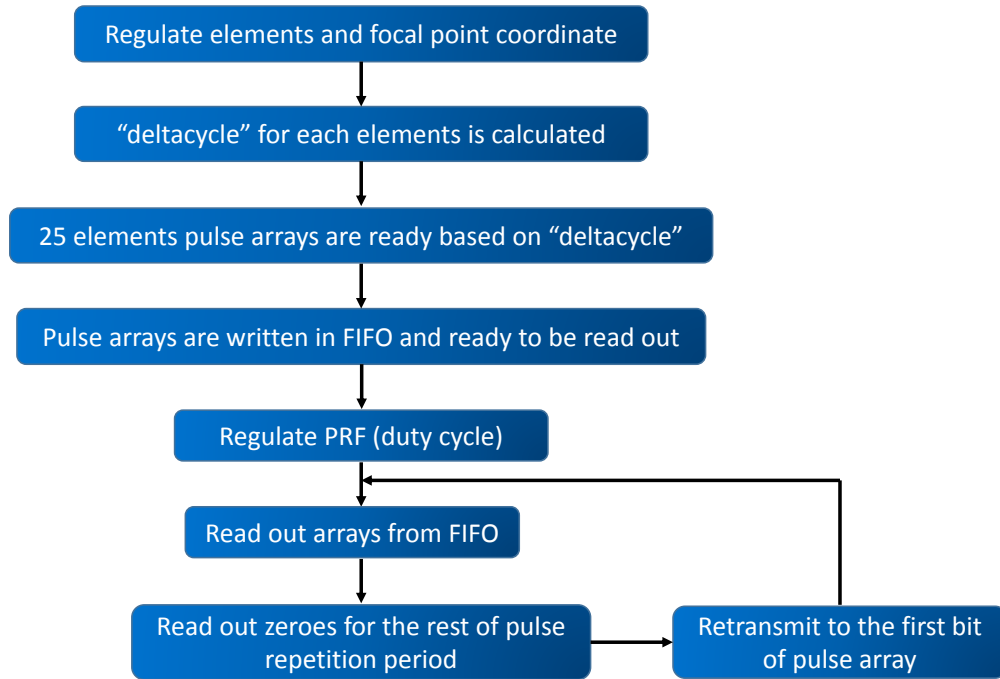 Regulate elements and focal point coordinate
“deltacycle” for each elements is calculated
25 elements pulse arrays are ready based on “deltacycle”
Pulse arrays are written in FIFO and ready to be read out
Regulate PRF (duty cycle)
Read out arrays from FIFO
Read out zeroes for the rest of pulse
repetition period
Retransmit to the first bit
of pulse array